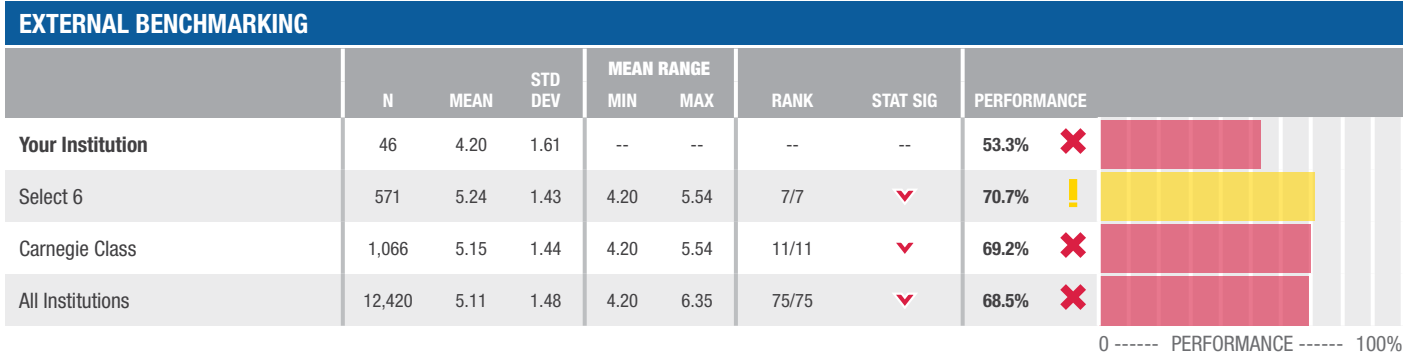 EXTERNAL BENCHMARKING
N MEAN STD DEV MEAN RANGE MIN MAX RANK STAT SIG PERFORMANCE
Your Institution 46 4.20 1.61 -- -- -- -- 53.3%
Select 6 571 5.24 1.43 4.20 5.54 7/7 70.7%
Carnegie Class 1,066 5.15 1.44 4.20 5.54 11/11 69.2%
All Institutions 12,420 5.11 1.48 4.20 6.35 75/75 68.5%
0 ------ PERFORMANCE ------ 100%